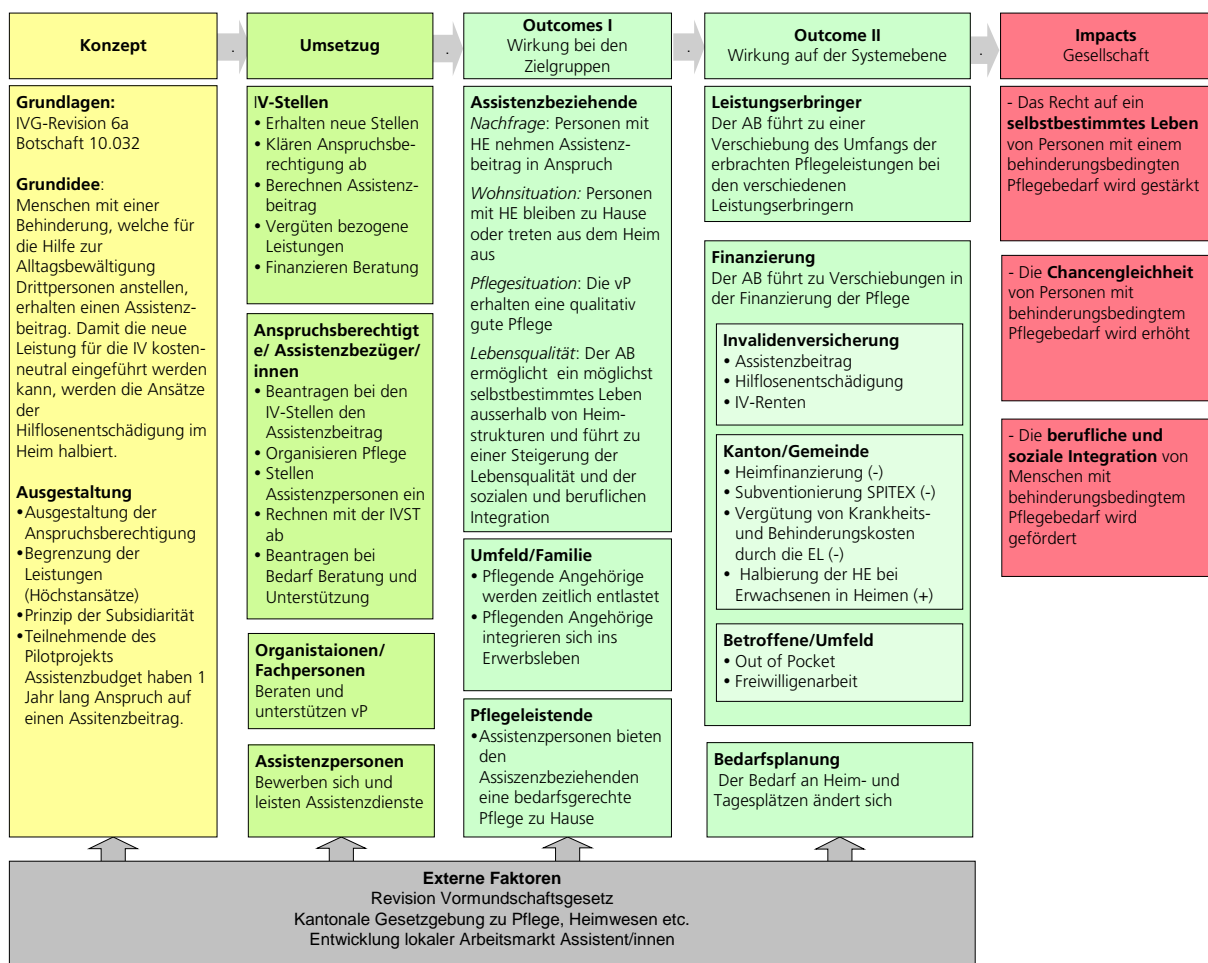 Konzept
Umsetzug
Outcomes I
Wirkung bei den
Zielgruppen
Outcome II
Wirkung auf der Systemebene
Impacts
Gesellschaft
Grundlagen:
IVG-Revision 6a
Botschaft 10.032
Grundidee:
Menschen mit einer
Behinderung, welche für
die Hilfe zur
Alltagsbewältigung
Drittpersonen anstellen,
erhalten einen Assistenz-
beitrag. Damit die neue
Leistung für die IV kosten-
neutral eingeführt werden
kann, werden die Ansätze
der
Hilflosenentschädigung im
Heim halbiert.
Ausgestaltung
•Ausgestaltung der
Anspruchsberechtigung
•Begrenzung der
Leistungen
(Höchstansätze)
•Prinzip der Subsidiarität
•Teilnehmende des
Pilotprojekts
Assistenzbudget haben 1
Jahr lang Anspruch auf
einen Assitenzbeitrag.
IV-Stellen
• Erhalten neue Stellen
• Klären Anspruchsbe-
rechtigung ab
• Berechnen Assistenz-
beitrag
• Vergüten bezogene
Leistungen
• Finanzieren Beratung
Anspruchsberechtigt
e/ Assistenzbezüger/
innen
• Beantragen bei den
IV-Stellen den
Assistenzbeitrag
• Organisieren Pflege
• Stellen
Assistenzpersonen ein
• Rechnen mit der IVST
ab
• Beantragen bei
Bedarf Beratung und
Unterstützung
Organistaionen/
Fachpersonen
Beraten und
unterstützen vP
Assistenzpersonen
Bewerben sich und
leisten Assistenzdienste
Assistenzbeziehende
Nachfrage: Personen mit
HE nehmen Assistenz-
beitrag in Anspruch
Wohnsituation: Personen
mit HE bleiben zu Hause
oder treten aus dem Heim
aus
Pflegesituation: Die vP
erhalten eine qualitativ
gute Pflege
Lebensqualität: Der AB
ermöglicht ein möglichst
selbstbestimmtes Leben
ausserhalb von Heim-
strukturen und führt zu
einer Steigerung der
Lebensqualität und der
sozialen und beruflichen
Integration
Umfeld/Familie
• Pflegende Angehörige
werden zeitlich entlastet
• Pflegenden Angehörige
integrieren sich ins
Erwerbsleben
Pflegeleistende
•Assistenzpersonen bieten
den
Assiszenzbeziehenden
eine bedarfsgerechte
Pflege zu Hause
Leistungserbringer
Der AB führt zu einer
Verschiebung des Umfangs der
erbrachten Pflegeleistungen bei
den verschiedenen
Leistungserbringern
Finanzierung
Der AB führt zu Verschiebungen in
der Finanzierung der Pflege
Invalidenversicherung
• Assistenzbeitrag
• Hilflosenentschädigung
• IV-Renten
Kanton/Gemeinde
• Heimfinanzierung (-)
• Subventionierung SPITEX (-)
• Vergütung von Krankheits-
und Behinderungskosten
durch die EL (-)
• Halbierung der HE bei
Erwachsenen in Heimen (+)
Betroffene/Umfeld
• Out of Pocket
• Freiwilligenarbeit
Bedarfsplanung
Der Bedarf an Heim- und
Tagesplätzen ändert sich
- Das Recht auf ein
selbstbestimmtes Leben
von Personen mit einem
behinderungsbedingten
Pflegebedarf wird gestärkt
- Die Chancengleichheit
von Personen mit
behinderungsbedingtem
Pflegebedarf wird erhöht
- Die berufliche und
soziale Integration von
Menschen mit
behinderungsbedingtem
Pflegebedarf wird
gefördert
Externe Faktoren
Revision Vormundschaftsgesetz
Kantonale Gesetzgebung zu Pflege, Heimwesen etc.
Entwicklung lokaler Arbeitsmarkt Assistent/innen